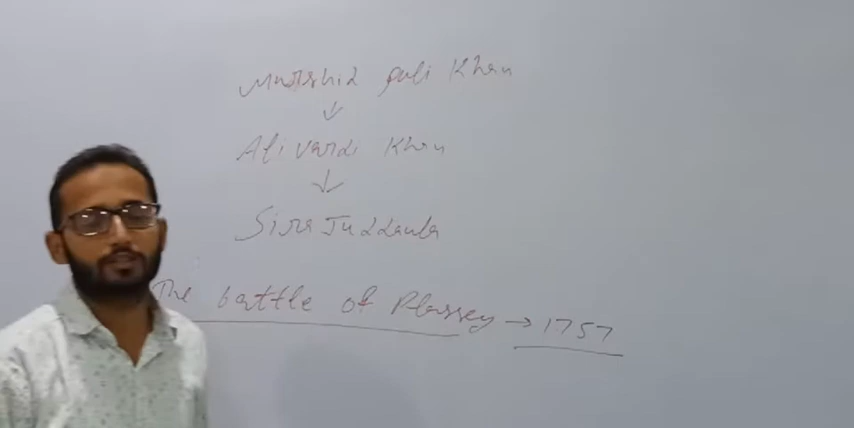 Murshid Quli Khan
↓
Ali Vardi Khan
↓
Siraj Juddaula
The battle of Plassey → 1757